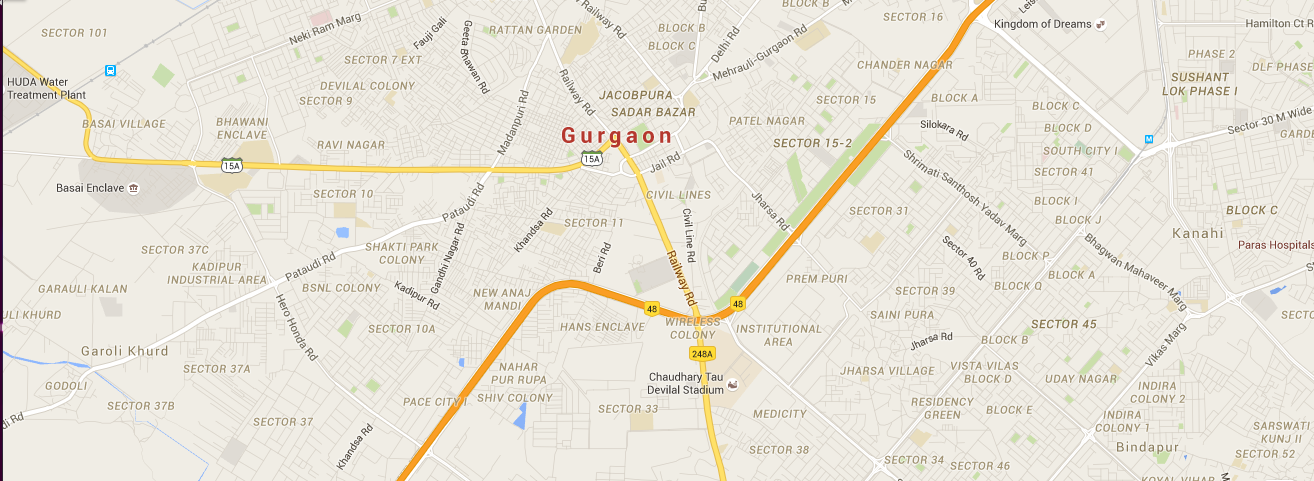 BLOCK B
Leis
SECTOR 16
Kingdom of Dreams
Hamilton Ct R
Neki Ram Marg
Fauji Gali
Geeta Bhawan Rd
Railway Rd
RATTAN GARDEN
BLOCK B
BLOCK C
Bu
Delhi Rd
Mehrauli-Gurgaon Rd
SECTOR 101
PHASE 2
DLF PHASE
SUSHANT
LOK PHASE I
CHANDER NAGAR
SECTOR 7 EXT
HUDA Water
Treatment Plant
DEVILAL COLONY
SECTOR 9
Railway Rd
JACOBPURA
SADAR BAZAR
SECTOR 15
BLOCK A
BLOCK C
Madanpuri Rd
BASAI VILLAGE
BHAWANI
ENCLAVE
PATEL NAGAR
Silokara Rd
BLOCK D
Sector 30 M Wide
GARDE
Gurgaon
RAVI NAGAR
SECTOR 15-2
SOUTH CITY I
15A
15A
Jail Rd
SECTOR 41
Basai Enclave
SECTOR 10
CIVIL LINES
Jharsa Rd
Shrimati Santhosh Yadav Marg
BLOCK I
Pataudi Rd
Khandsa Rd
SECTOR 11
Civil Line Rd
SECTOR 31
BLOCK J
BLOCK C
Kanahi
SECTOR 37C
SHAKTI PARK
COLONY
Gandhi Nagar Rd
Beri Rd
Railway Rd
Sector 40 Rd
Bhagwan Mahaveer Marg
Paras Hospitals
BLOCK P
KADIPUR
INDUSTRIAL AREA
Pataudi Rd
BLOCK A
PREM PURI
GARAULI KALAN
BSNL COLONY
Kadipur Rd
NEW ANAJ
MANDI
SECTOR 39
BLOCK Q
48
48
ULI KHURD
Hero Honda Rd
SECTOR 10A
HANS ENCLAVE
WIRELESS
COLONY
INSTITUTIONAL
AREA
SAINI PURA
SECTOR 45
SECTO
Jharsa Rd
BLOCK B
Vikas Marg
Garoli Khurd
248A
SECTOR 37A
NAHAR
PUR RUPA
Chaudhary Tau
Devilal Stadium
JHARSA VILLAGE
VISTA VILAS
BLOCK D
UDAY NAGAR
GODOLI
INDIRA
COLONY 2
SHIV COLONY
PACE CITY I
SECTOR 37B
SECTOR 33
MEDICITY
RESIDENCY
GREEN
BLOCK E
INDIRA
COLONY 1
di Rd
SECTOR 37
SARSWATI
KUNJ II
Khandsa Rd
SECTOR 38
Bindapur
SECTOR 52
SECTOR 34
SECTOR 46
KOYAL VIHAR